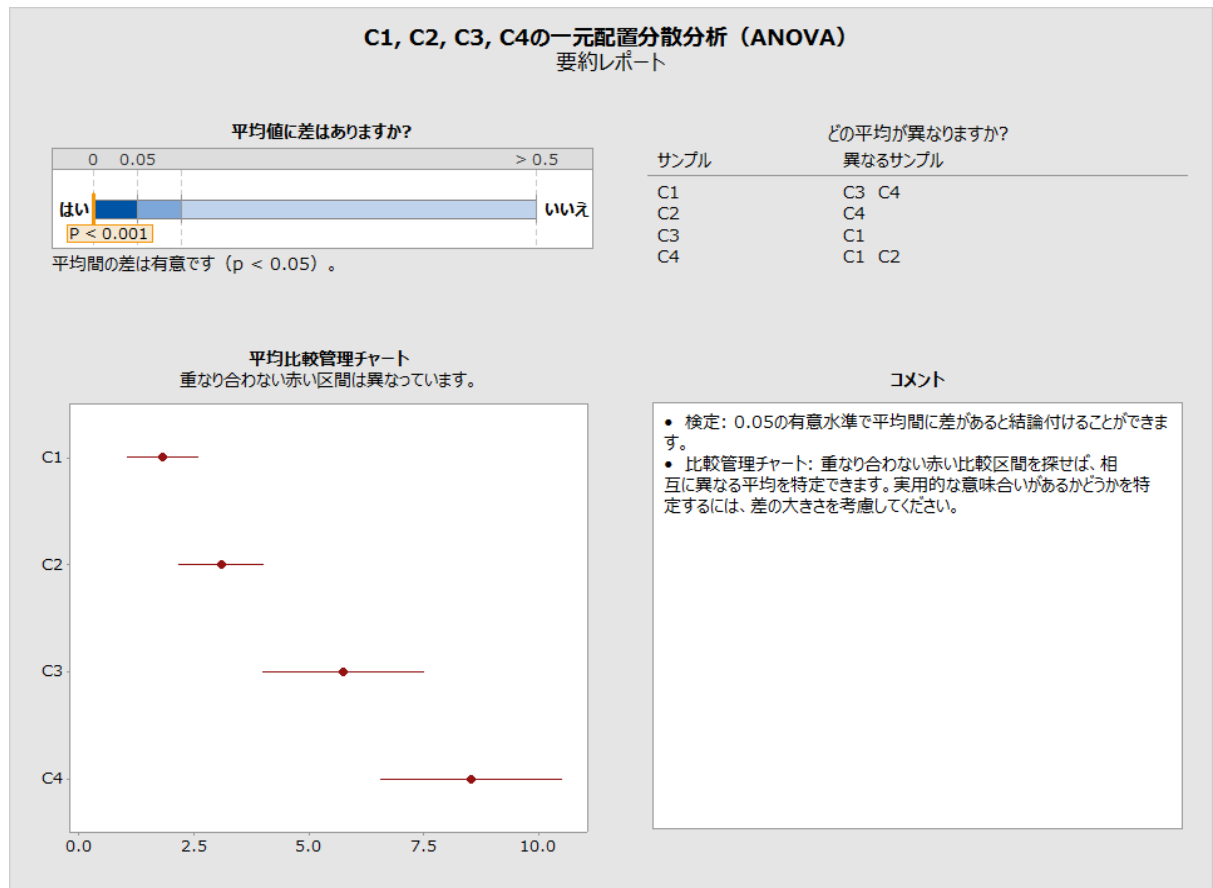 C1, C2, C3, C4の一元配置分散分析（ANOVA）
要約レポート
平均値に差はありますか?
0 0.05 > 0.5
はい いいえ
P < 0.001
平均間の差は有意です（p < 0.05）。
どの平均が異なりますか?
サンプル 異なるサンプル
C1 C3 C4
C2 C4
C3 C1
C4 C1 C2
平均比較管理チャート
重なり合わない赤い区間は異なっています。
C1
C2
C3
C4
0.0 2.5 5.0 7.5 10.0
コメント
• 検定: 0.05の有意水準で平均間に差があると結論付けることができま
す。
• 比較管理チャート: 重なり合わない赤い比較区間を探せば、相
互に異なる平均を特定できます。実用的な意味合いがあるかどうかを特
定するには、差の大きさを考慮してください。